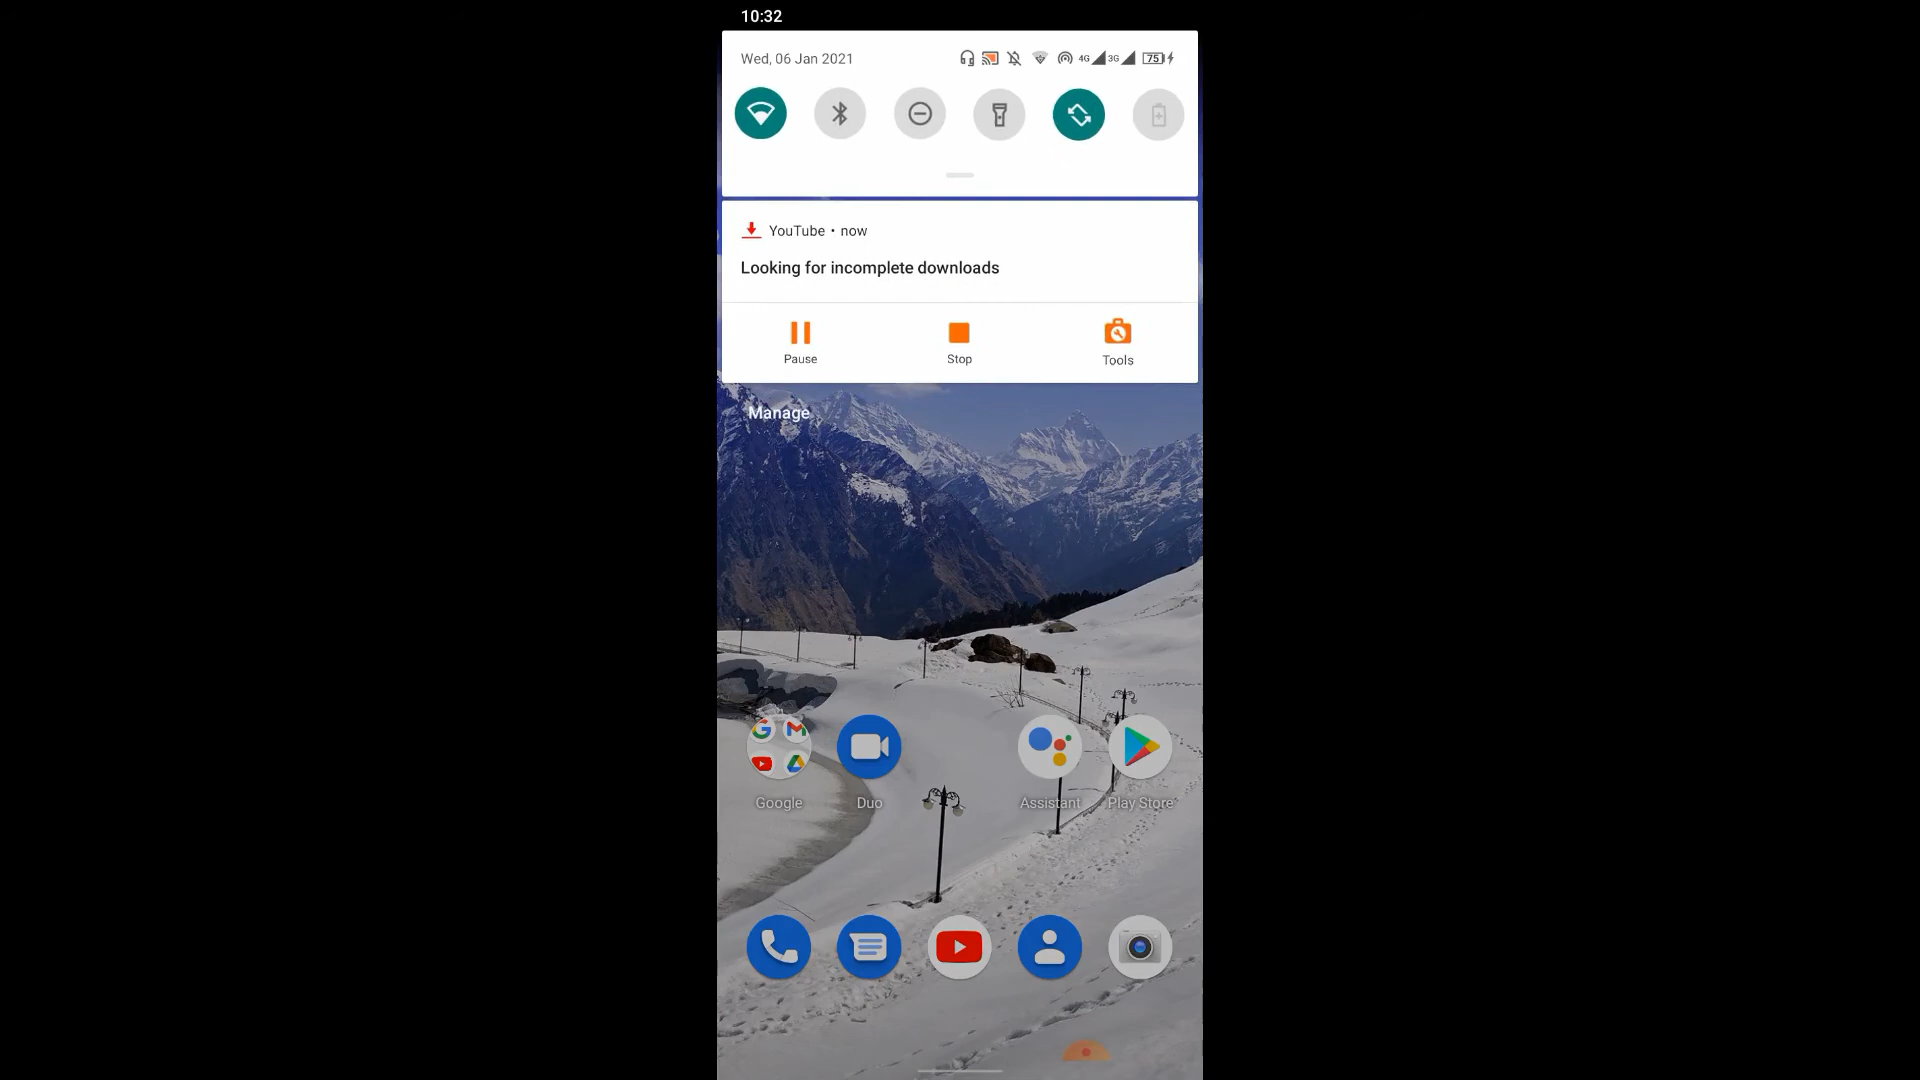 10:32
Wed, 06 Jan 2021
4G 3G 75
YouTube • now
Looking for incomplete downloads
Pause Stop Tools
Manage
Google Duo Assistant Play Store